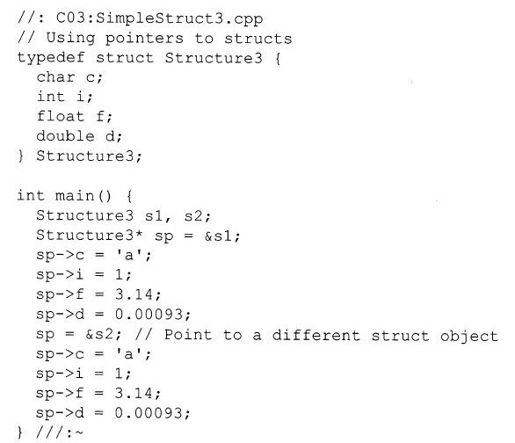 //: C03:SimpleStruct3.cpp
// Using pointers to structs
typedef struct Structure3 {
  char c;
  int i;
  float f;
  double d;
} Structure3;

int main() {
  Structure3 s1, s2;
  Structure3* sp = &s1;
  sp->c = 'a';
  sp->i = 1;
  sp->f = 3.14;
  sp->d = 0.00093;
  sp = &s2; // Point to a different struct object
  sp->c = 'a';
  sp->i = 1;
  sp->f = 3.14;
  sp->d = 0.00093;
} ///:~